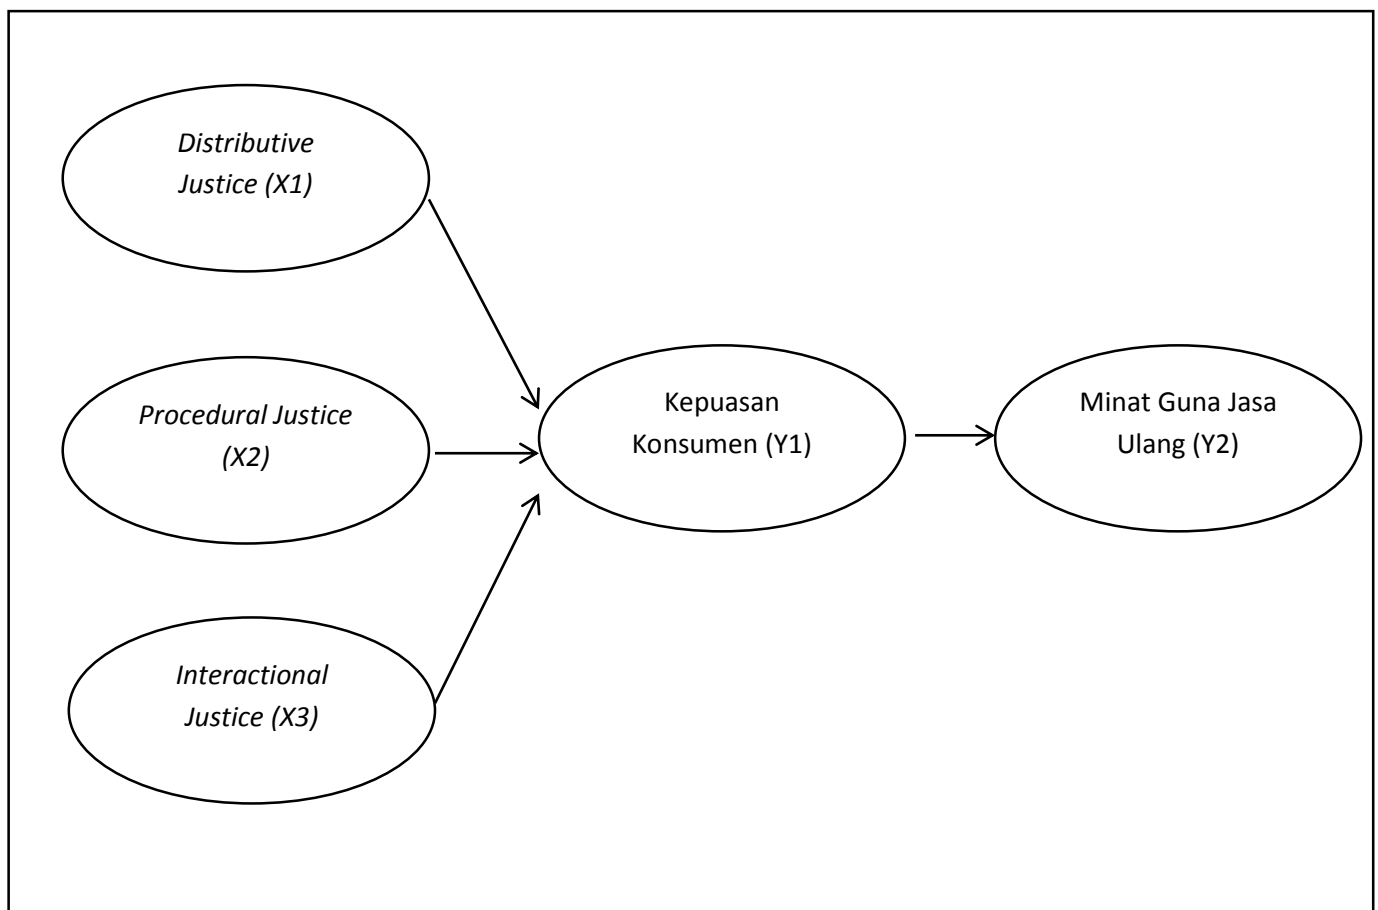 Distributive
Justice (X1)
Procedural Justice
(X2)
Interactional
Justice (X3)
Kepuasan
Konsumen (Y1)
Minat Guna Jasa
Ulang (Y2)